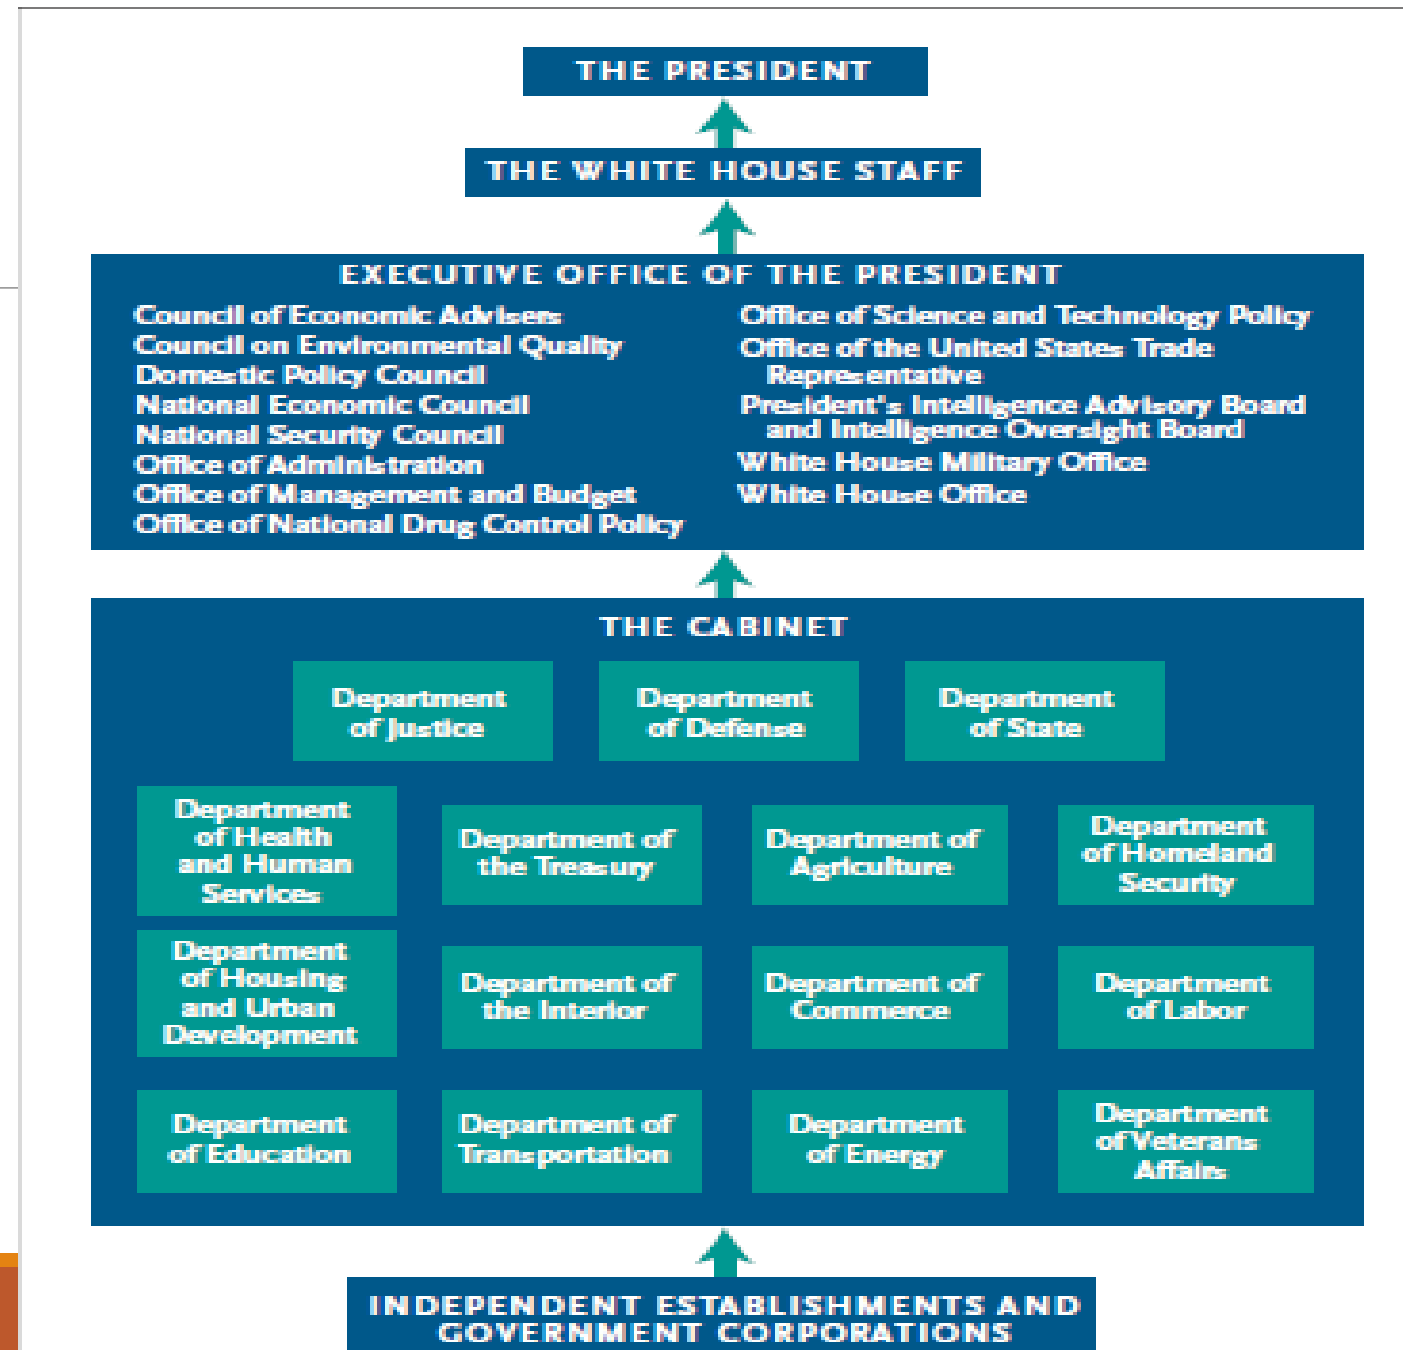 THE PRESIDENT
THE WHITE HOUSE STAFF
EXECUTIVE OFFICE OF THE PRESIDENT
Council of Economic Advisers
Council on Environmental Quality
Domestic Policy Council
National Economic Council
National Security Council
Office of Administration
Office of Management and Budget
Office of National Drug Control Policy
Office of Science and Technology Policy
Office of the United States Trade
Representative
President's Intelligence Advisory Board
and Intelligence Oversight Board
White House Military Office
White House Office
THE CABINET
Department
of Justice
Department
of Defense
Department
of State
Department
of Health
and Human
Services
Department of
the Treasury
Department of
Agriculture
Department
of Homeland
Security
Department
of Housing
and Urban
Development
Department of
the Interior
Department of
Commerce
Department
of Labor
Department
of Education
Department of
Transportation
Department
of Energy
Department
of Veterans
Affairs
INDEPENDENT ESTABLISHMENTS AND
GOVERNMENT CORPORATIONS